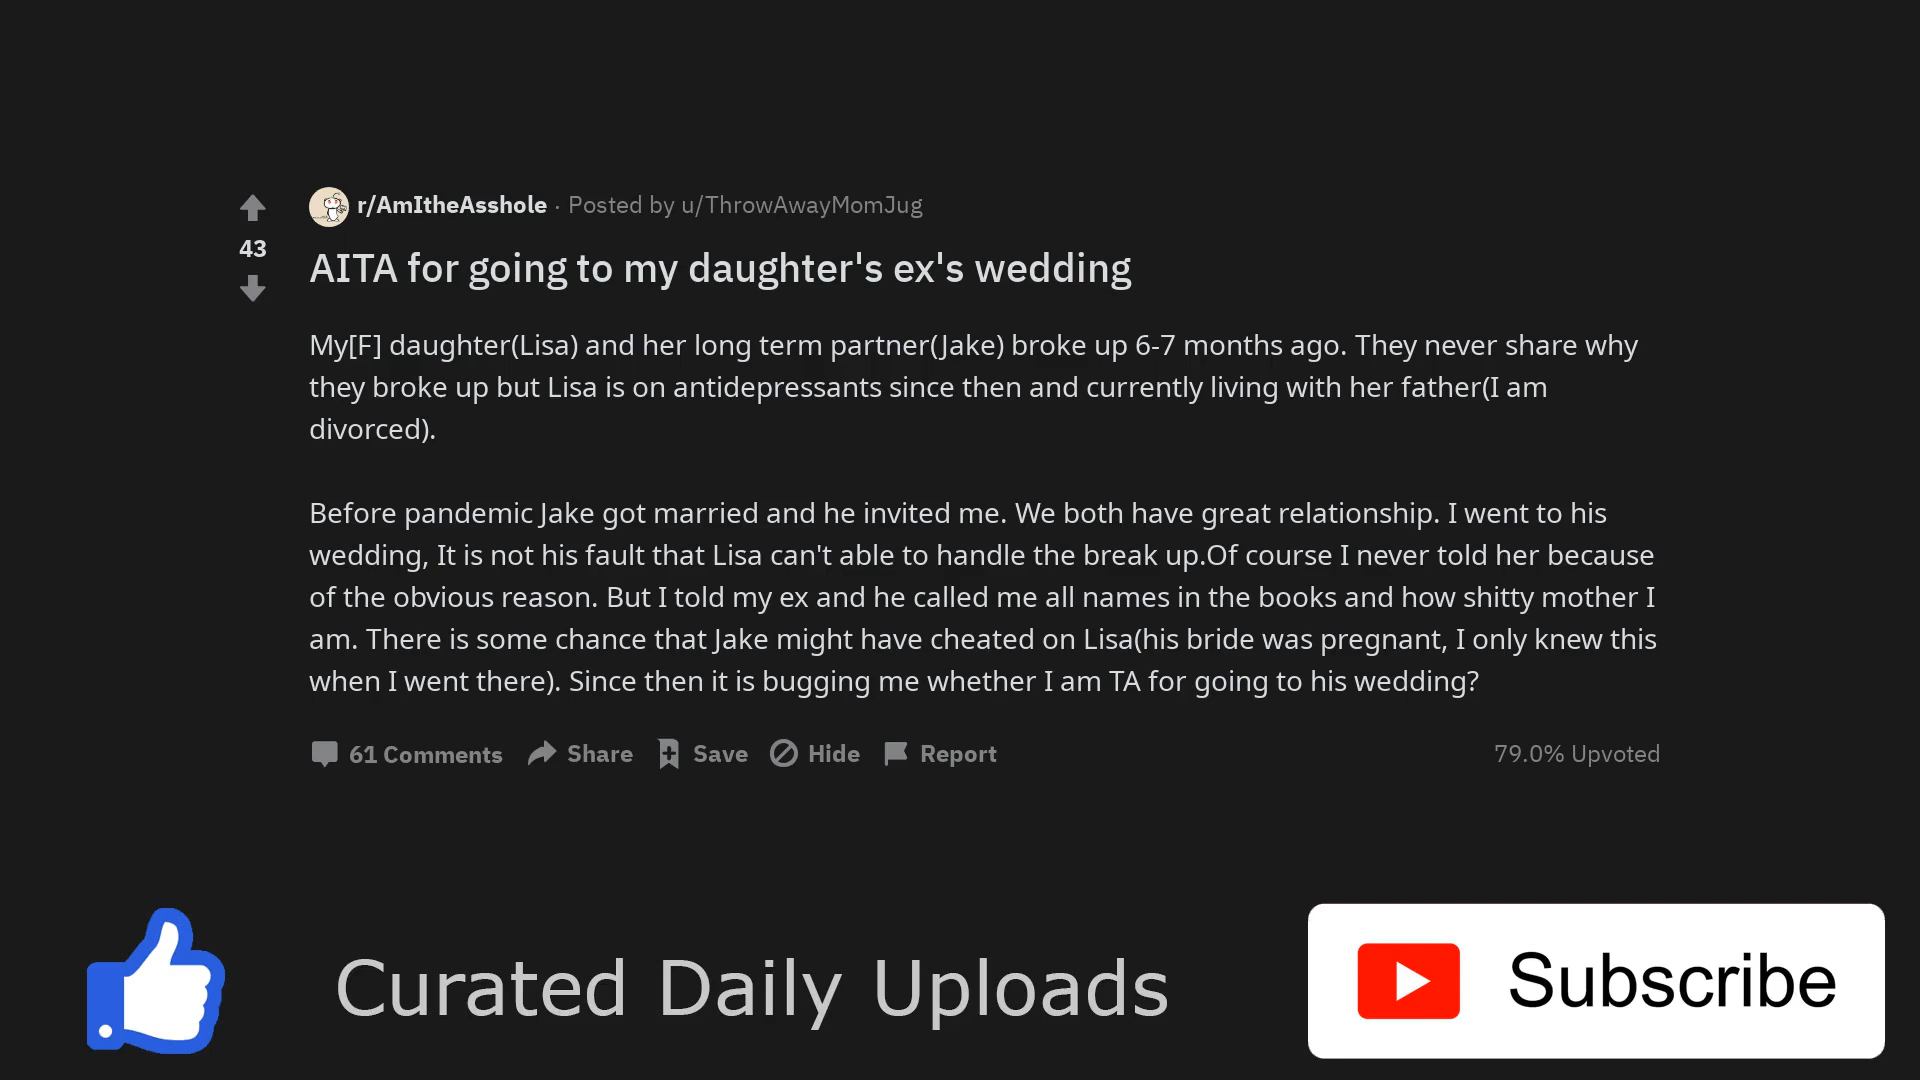 r/AmItheAsshole · Posted by u/ThrowAwayMomJug
43
AITA for going to my daughter's ex's wedding
My[F] daughter(Lisa) and her long term partner(Jake) broke up 6-7 months ago. They never share why
they broke up but Lisa is on antidepressants since then and currently living with her father(I am
divorced).
Before pandemic Jake got married and he invited me. We both have great relationship. I went to his
wedding, It is not his fault that Lisa can't able to handle the break up.Of course I never told her because
of the obvious reason. But I told my ex and he called me all names in the books and how shitty mother I
am. There is some chance that Jake might have cheated on Lisa(his bride was pregnant, I only knew this
when I went there). Since then it is bugging me whether I am TA for going to his wedding?
61 Comments Share Save Hide Report 79.0% Upvoted
Curated Daily Uploads
Subscribe